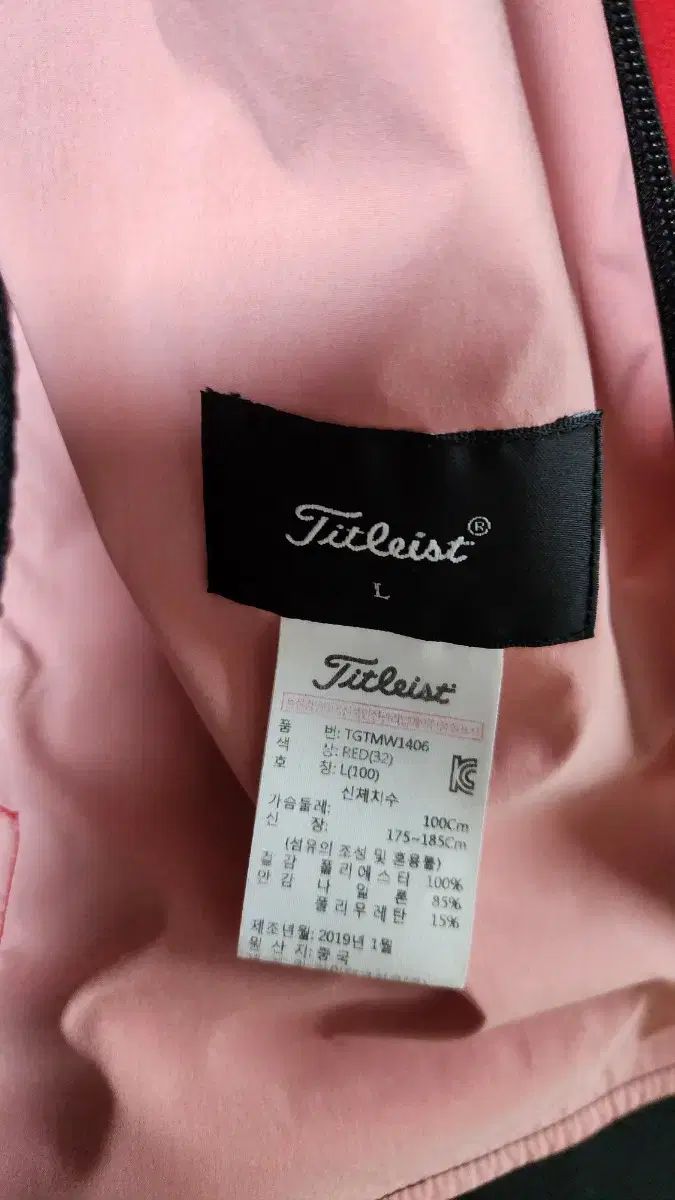 Titleist®
L
Titleist
품 번: TGTMW1406
색 상: RED(32)
호 칭: L(100)
신체치수
가슴둘레: 100Cm
신 장: 175~185Cm
(섬유의 조성 및 혼용률)
겉감 폴리에스터 100%
안감 나일론 85%
폴리우레탄 15%
제조년월: 2019년 1월
원산지: 중국